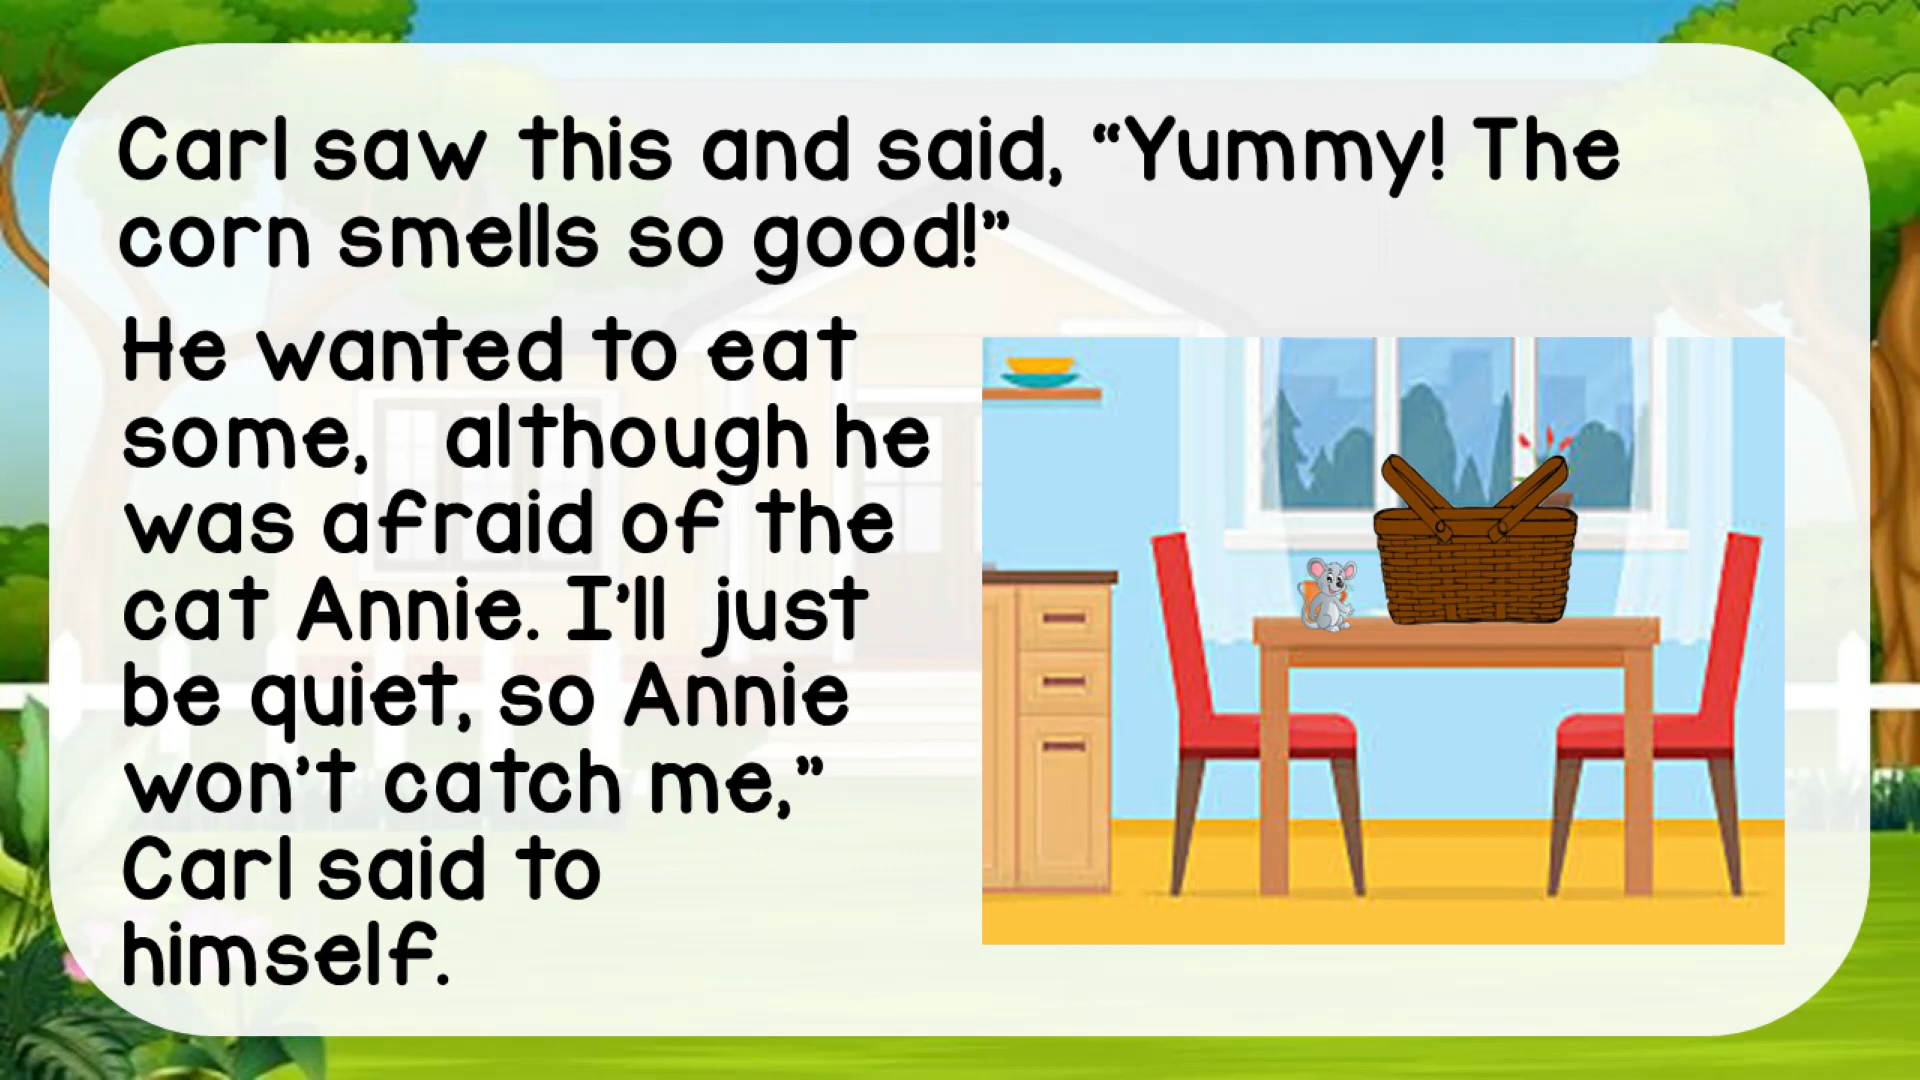 Carl saw this and said, “Yummy! The
corn smells so good!”
He wanted to eat
some, although he
was afraid of the
cat Annie. I’ll just
be quiet, so Annie
won’t catch me,”
Carl said to
himself.